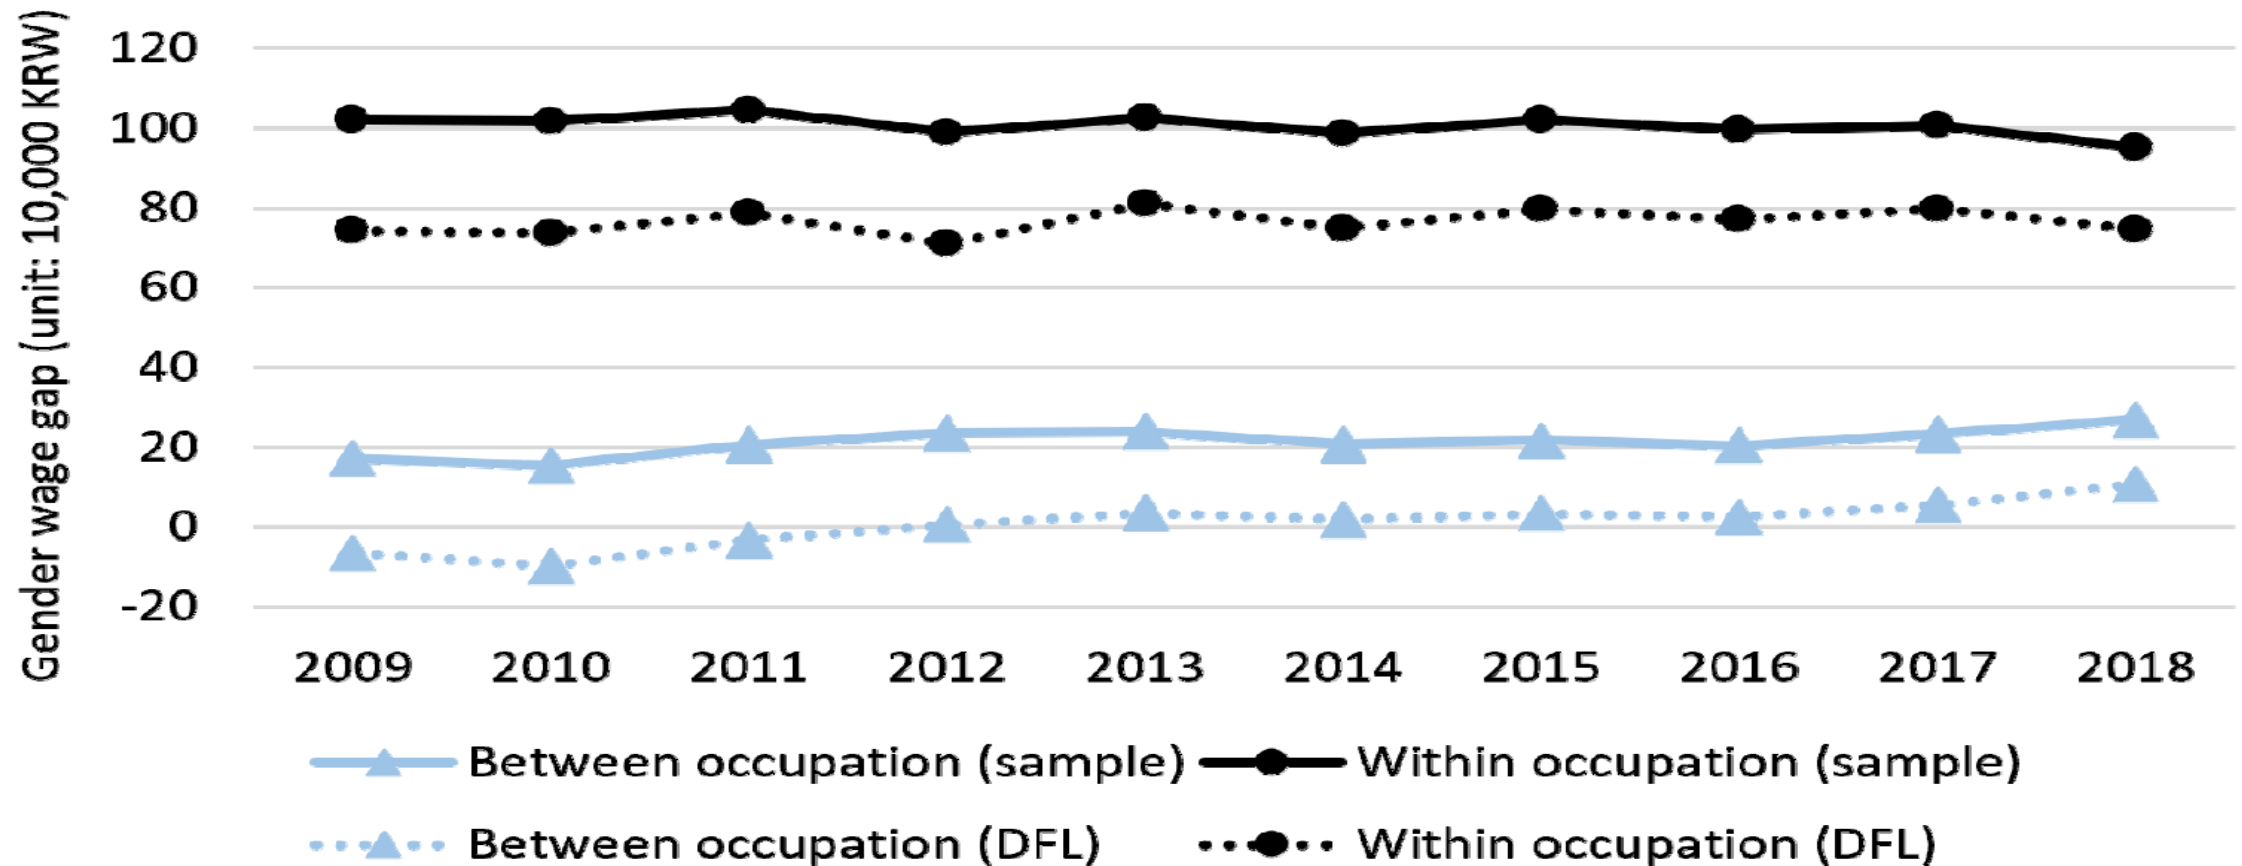 Gender wage gap (unit: 10,000 KRW)
120
100
80
60
40
20
0
-20
2009 2010 2011 2012 2013 2014 2015 2016 2017 2018
Between occupation (sample) Within occupation (sample)
Between occupation (DFL) Within occupation (DFL)